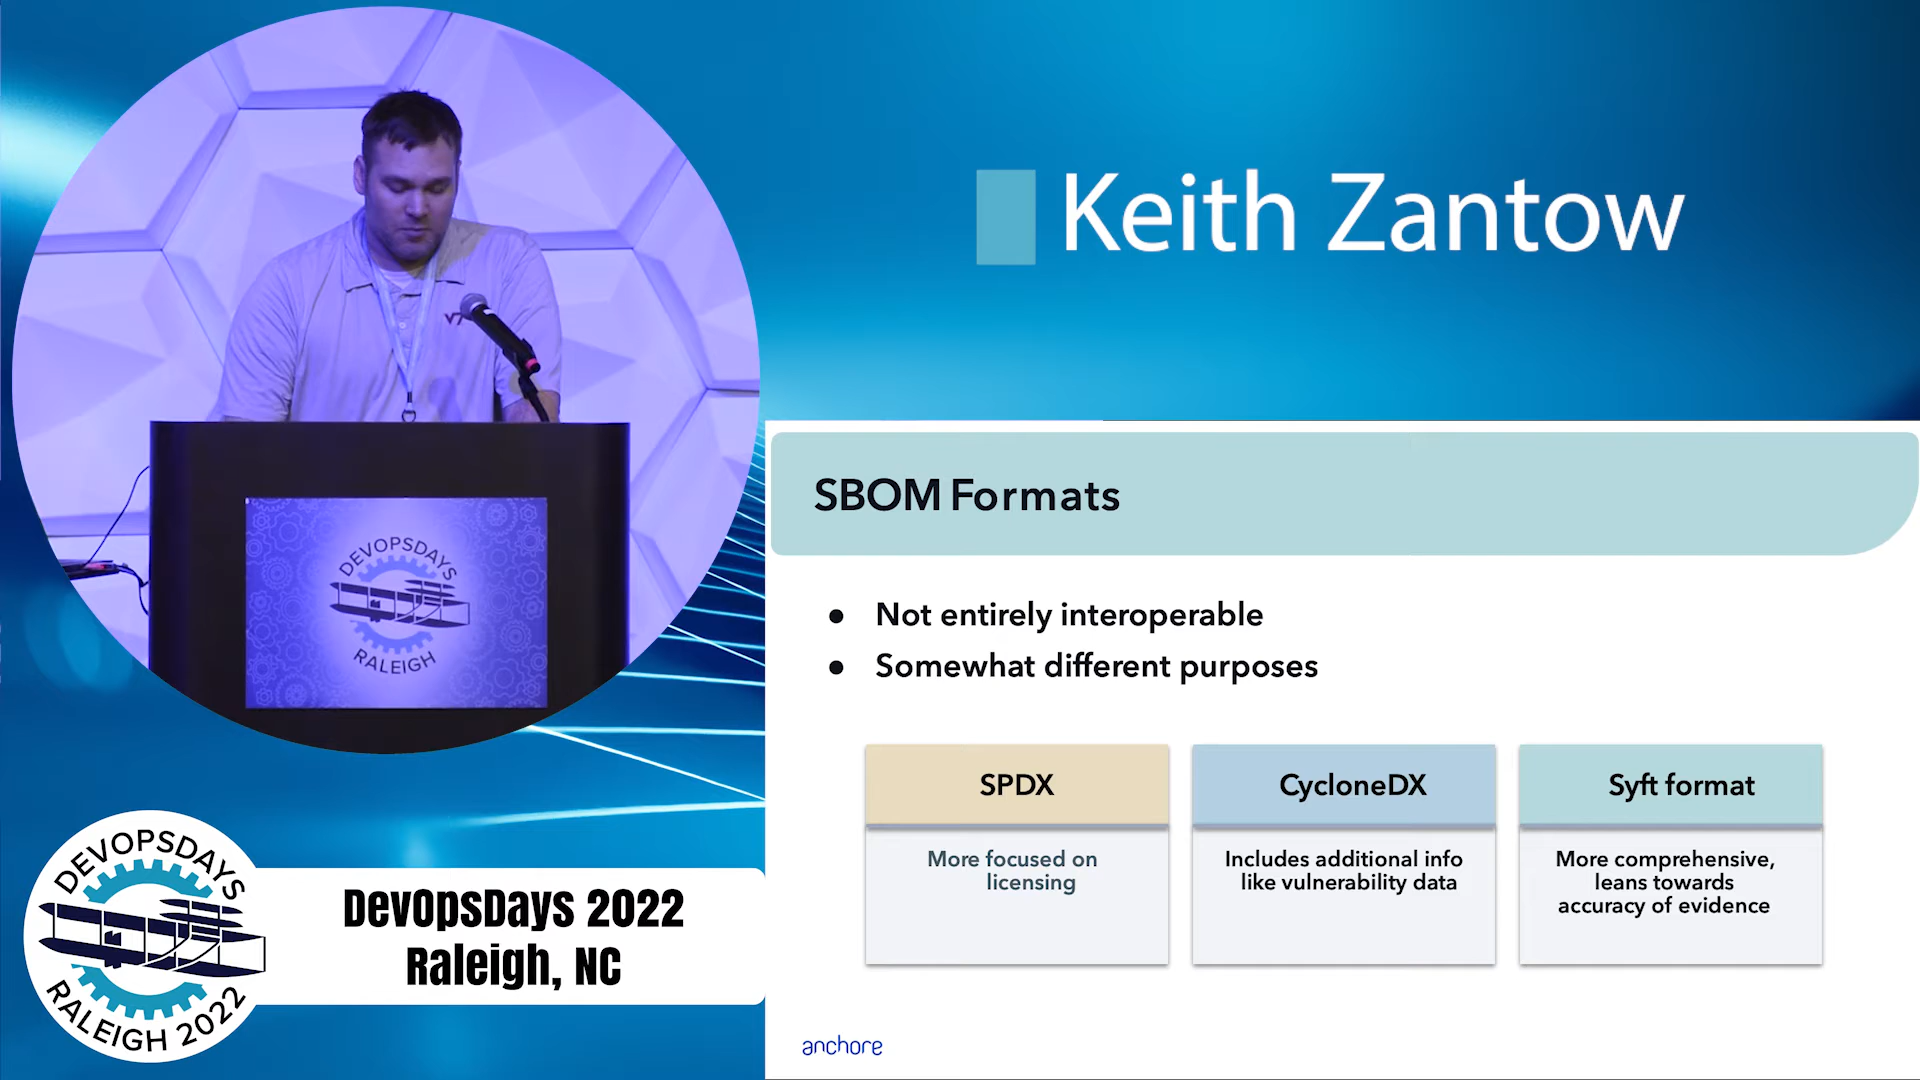 Keith Zantow
SBOM Formats
● Not entirely interoperable
● Somewhat different purposes
SPDX
More focused on
licensing
CycloneDX
Includes additional info
like vulnerability data
Syft format
More comprehensive,
leans towards
accuracy of evidence
anchore
VT
DEVOPSDAYS
RALEIGH
DEVOPSDAYS
RALEIGH 2022
DevOpsDays 2022
Raleigh, NC